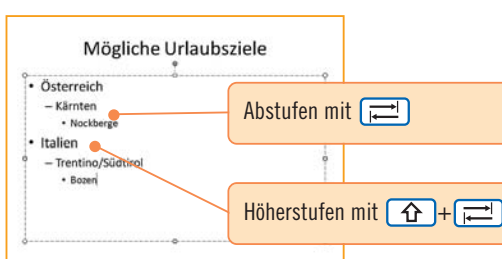 Mögliche Urlaubsziele
• Österreich
– Kärnten
• Nockberge
• Italien
– Trentino/Südtirol
• Bozen
Abstufen mit
Höherstufen mit +